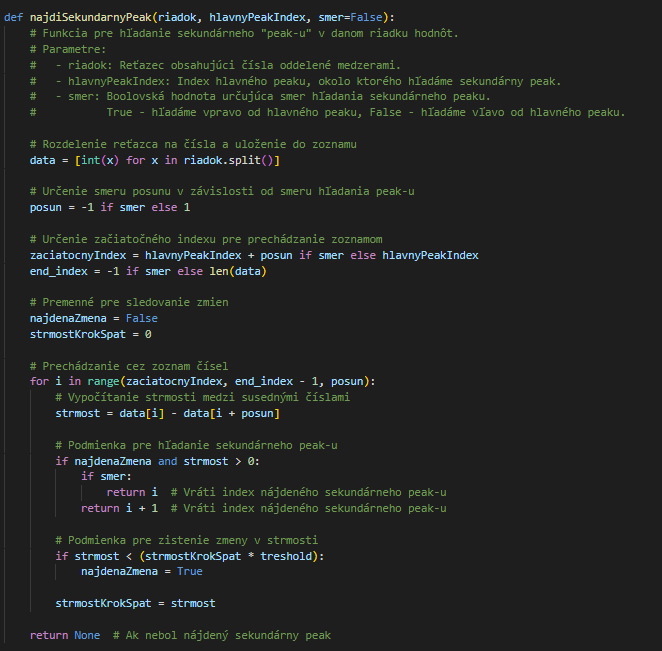 def najdiSekundarnyPeak(riadok, hlavnyPeakIndex, smer=False):
    # Funkcia pre hľadanie sekundárneho "peak-u" v danom riadku hodnôt.
    # Parametre:
    #   - riadok: Reťazec obsahujúci čísla oddelené medzerami.
    #   - hlavnyPeakIndex: Index hlavného peaku, okolo ktorého hľadáme sekundárny peak.
    #   - smer: Boolovská hodnota určujúca smer hľadania sekundárneho peaku.
    #           True - hľadáme vpravo od hlavného peaku, False - hľadáme vľavo od hlavného peaku.

    # Rozdelenie reťazca na čísla a uloženie do zoznamu
    data = [int(x) for x in riadok.split()]

    # Určenie smeru posunu v závislosti od smeru hľadania peak-u
    posun = -1 if smer else 1

    # Určenie začiatočného indexu pre prechádzanie zoznamom
    zaciatocnyIndex = hlavnyPeakIndex + posun if smer else hlavnyPeakIndex
    end_index = -1 if smer else len(data)

    # Premenné pre sledovanie zmien
    najdenaZmena = False
    strmostKrokSpat = 0

    # Prechádzanie cez zoznam čísel
    for i in range(zaciatocnyIndex, end_index - 1, posun):
        # Vypočítanie strmosti medzi susednými číslami
        strmost = data[i] - data[i + posun]

        # Podmienka pre hľadanie sekundárneho peak-u
        if najdenaZmena and strmost > 0:
            if smer:
                return i  # Vráti index nájdeného sekundárneho peak-u
            return i + 1  # Vráti index nájdeného sekundárneho peak-u

        # Podmienka pre zistenie zmeny v strmosti
        if strmost < (strmostKrokSpat * treshold):
            najdenaZmena = True

        strmostKrokSpat = strmost

    return None  # Ak nebol nájdený sekundárny peak